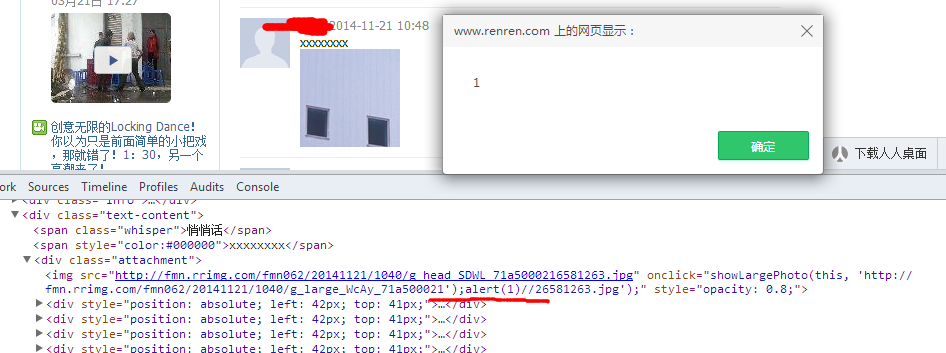 03月21日 17:27
2014-11-21 10:48
xxxxxxxx
创意无限的Locking Dance!
你以为只是前面简单的小把戏
，那就错了！1：30，另一个
高潮来了！
www.renren.com 上的网页显示：
1
确定
下载人人桌面
ork Sources Timeline Profiles Audits Console
<div class="info">…</div>
<div class="text-content">
<span class="whisper">悄悄话</span>
<span style="color:#000000">xxxxxxxx</span>
<div class="attachment">
<img src="http://fmn.rrimg.com/fmn062/20141121/1040/g_head_SDWL_71a5000216581263.jpg" onclick="showLargePhoto(this, 'http://
fmn.rrimg.com/fmn062/20141121/1040/g_large_WcAy_71a500021');alert(1)//26581263.jpg');" style="opacity: 0.8;">
<div style="position: absolute; left: 42px; top: 41px;">…</div>
<div style="position: absolute; left: 42px; top: 41px;">…</div>
<div style="position: absolute; left: 42px; top: 41px;">…</div>
<div style="position: absolute; left: 42px; top: 41px;">…</div>